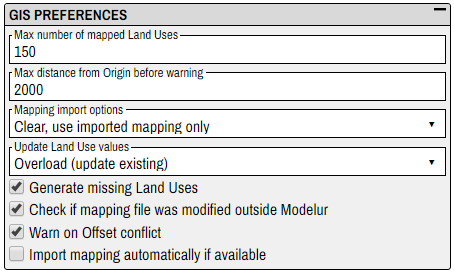 GIS PREFERENCES
Max number of mapped Land Uses
150
Max distance from Origin before warning
2000
Mapping import options
Clear, use imported mapping only
Update Land Use values
Overload (update existing)
Generate missing Land Uses
Check if mapping file was modified outside Modelur
Warn on Offset conflict
Import mapping automatically if available